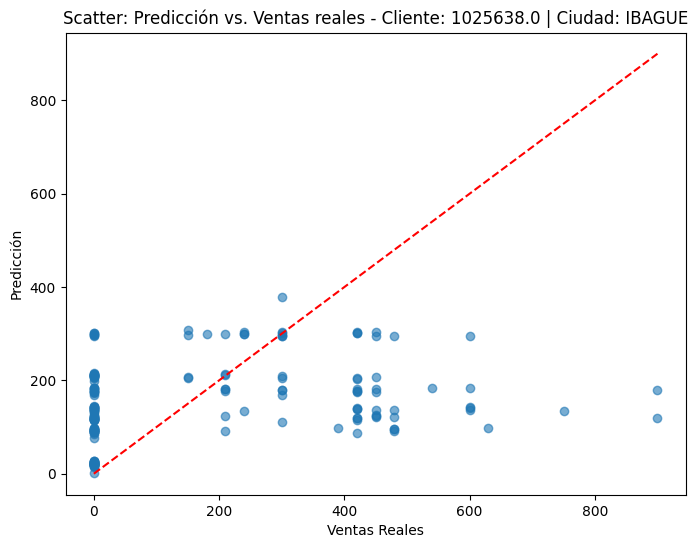 Scatter: Predicción vs. Ventas reales - Cliente: 1025638.0 | Ciudad: IBAGUE
Predicción
800
600
400
200
0
0 200 400 600 800
Ventas Reales